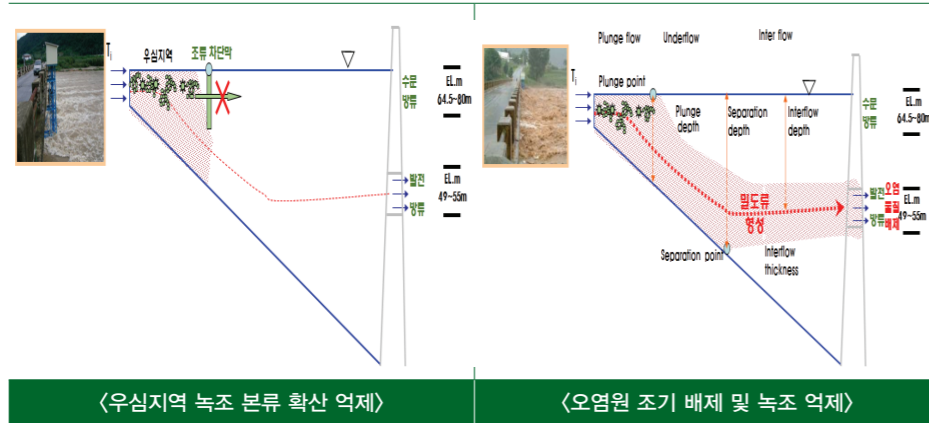 우심지역
조류 차단막
Ti
수문
방류
EL.m
64.5~80m
발전
방류
EL.m
49~55m
〈우심지역 녹조 본류 확산 억제〉
Plunge flow
Underflow
Inter flow
Ti
Plunge point
Plunge
depth
Separation
depth
Interflow
depth
수문
방류
EL.m
64.5~80m
밀도류
형성
발전
방류
오염
물질
배제
EL.m
49~55m
Separation point
Interflow
thickness
〈오염원 조기 배제 및 녹조 억제〉